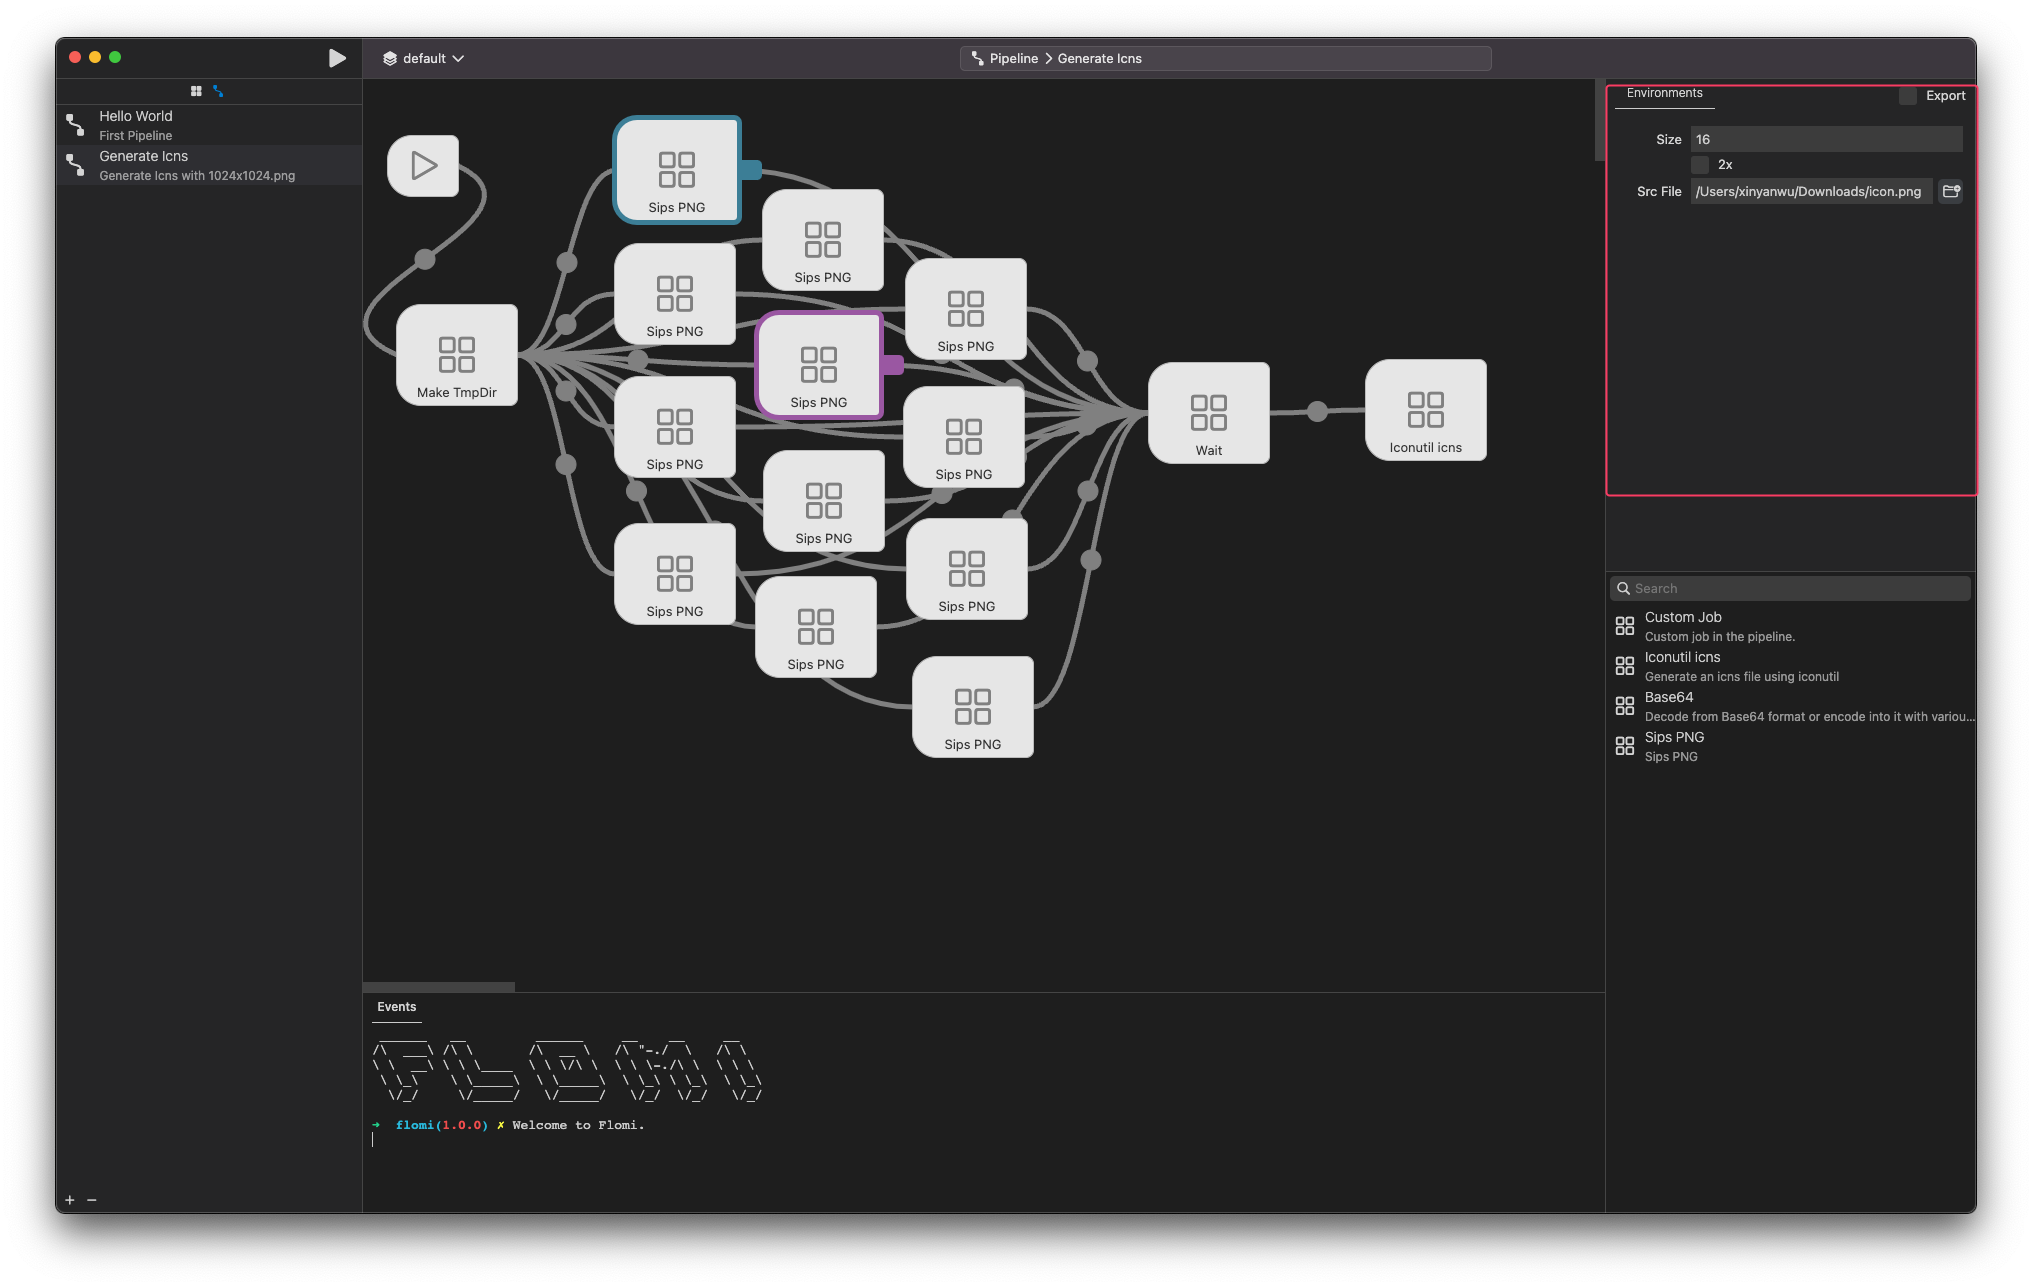 default
Pipeline > Generate Icns
Hello World
First Pipeline
Generate Icns
Generate Icns with 1024x1024.png
Sips PNG
Sips PNG
Sips PNG
Sips PNG
Make TmpDir
Sips PNG
Sips PNG
Sips PNG
Sips PNG
Sips PNG
Sips PNG
Sips PNG
Sips PNG
Sips PNG
Wait
Iconutil icns
Environments
Export
Size 16
2x
Src File /Users/xinyanwu/Downloads/icon.png
Search
Custom Job
Custom job in the pipeline.
Iconutil icns
Generate an icns file using iconutil
Base64
Decode from Base64 format or encode into it with variou...
Sips PNG
Sips PNG
Events
FLOMI
➜ flomi(1.0.0) ✗ Welcome to Flomi.
+ −